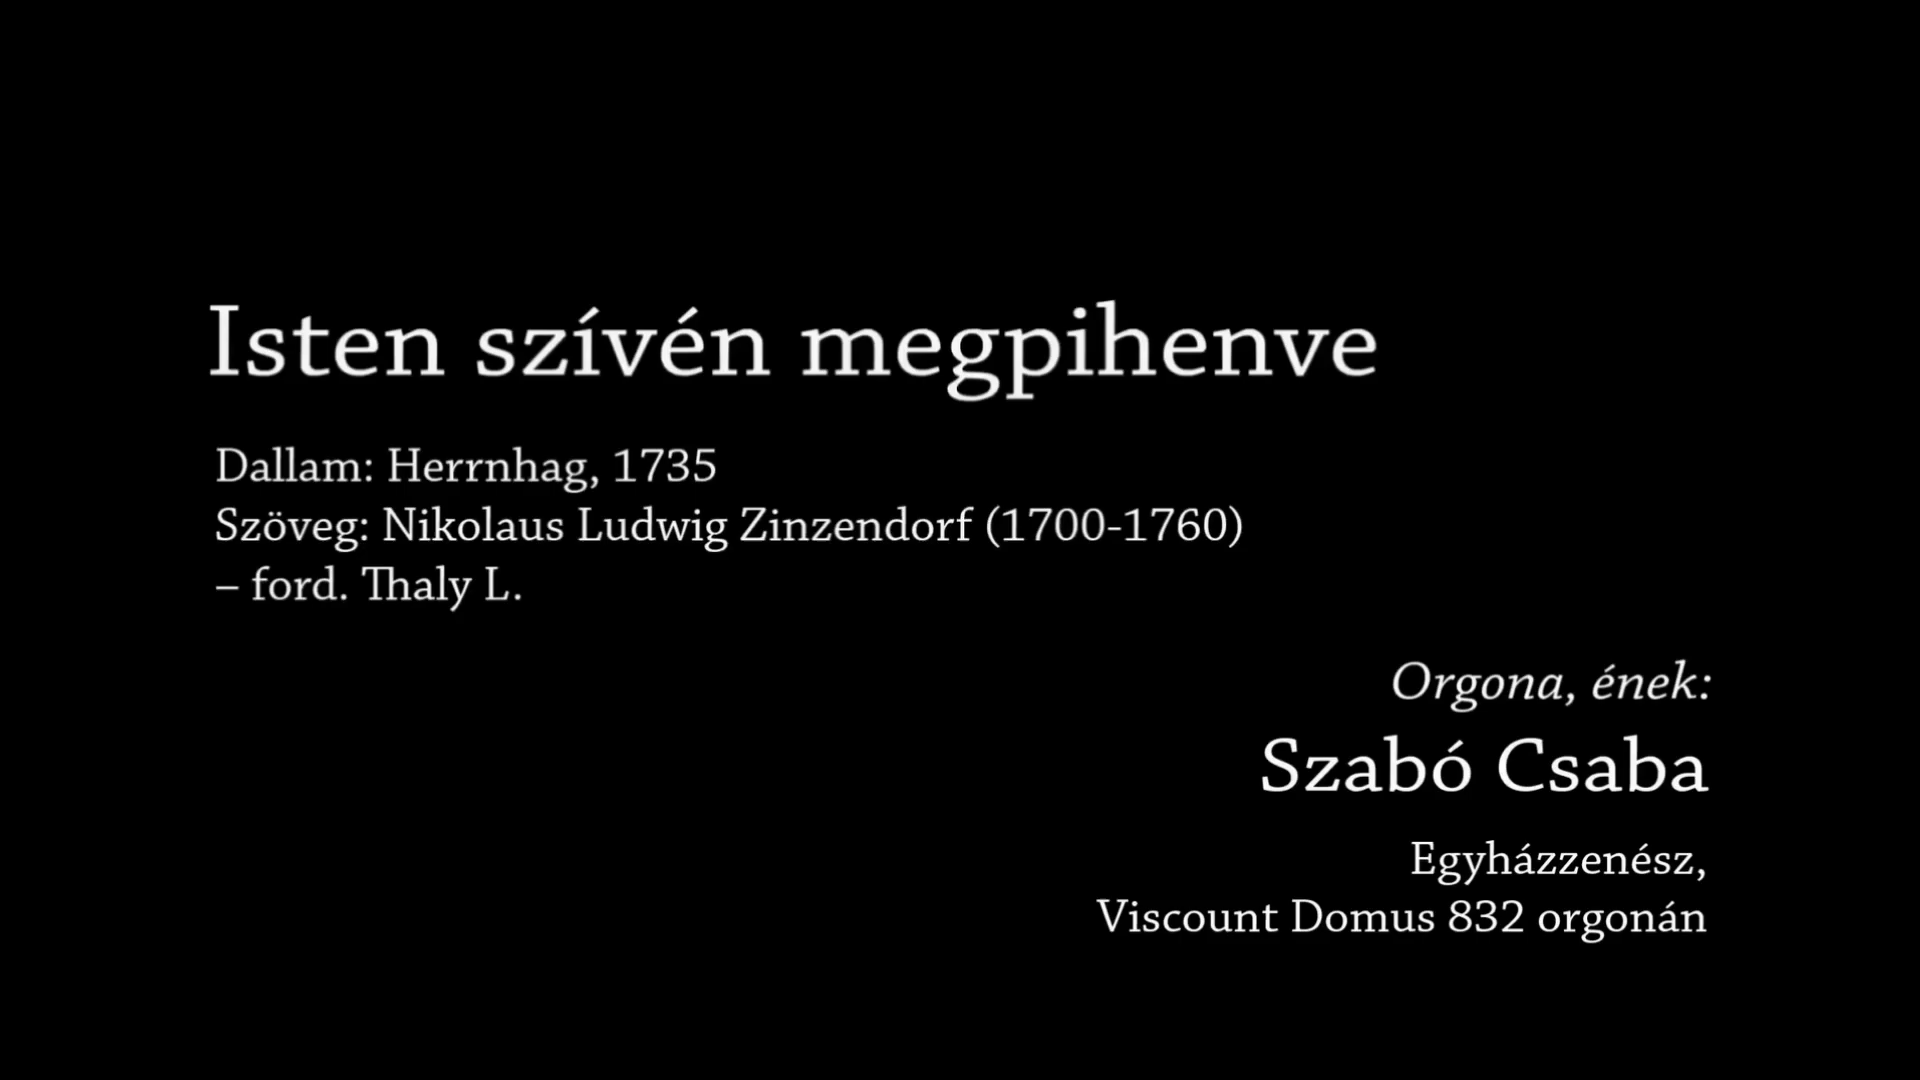 Isten szívén megpihenve
Dallam: Herrnhag, 1735
Szöveg: Nikolaus Ludwig Zinzendorf (1700-1760)
– ford. Thaly L.
Orgona, ének:
Szabó Csaba
Egyházzenész,
Viscount Domus 832 orgonán